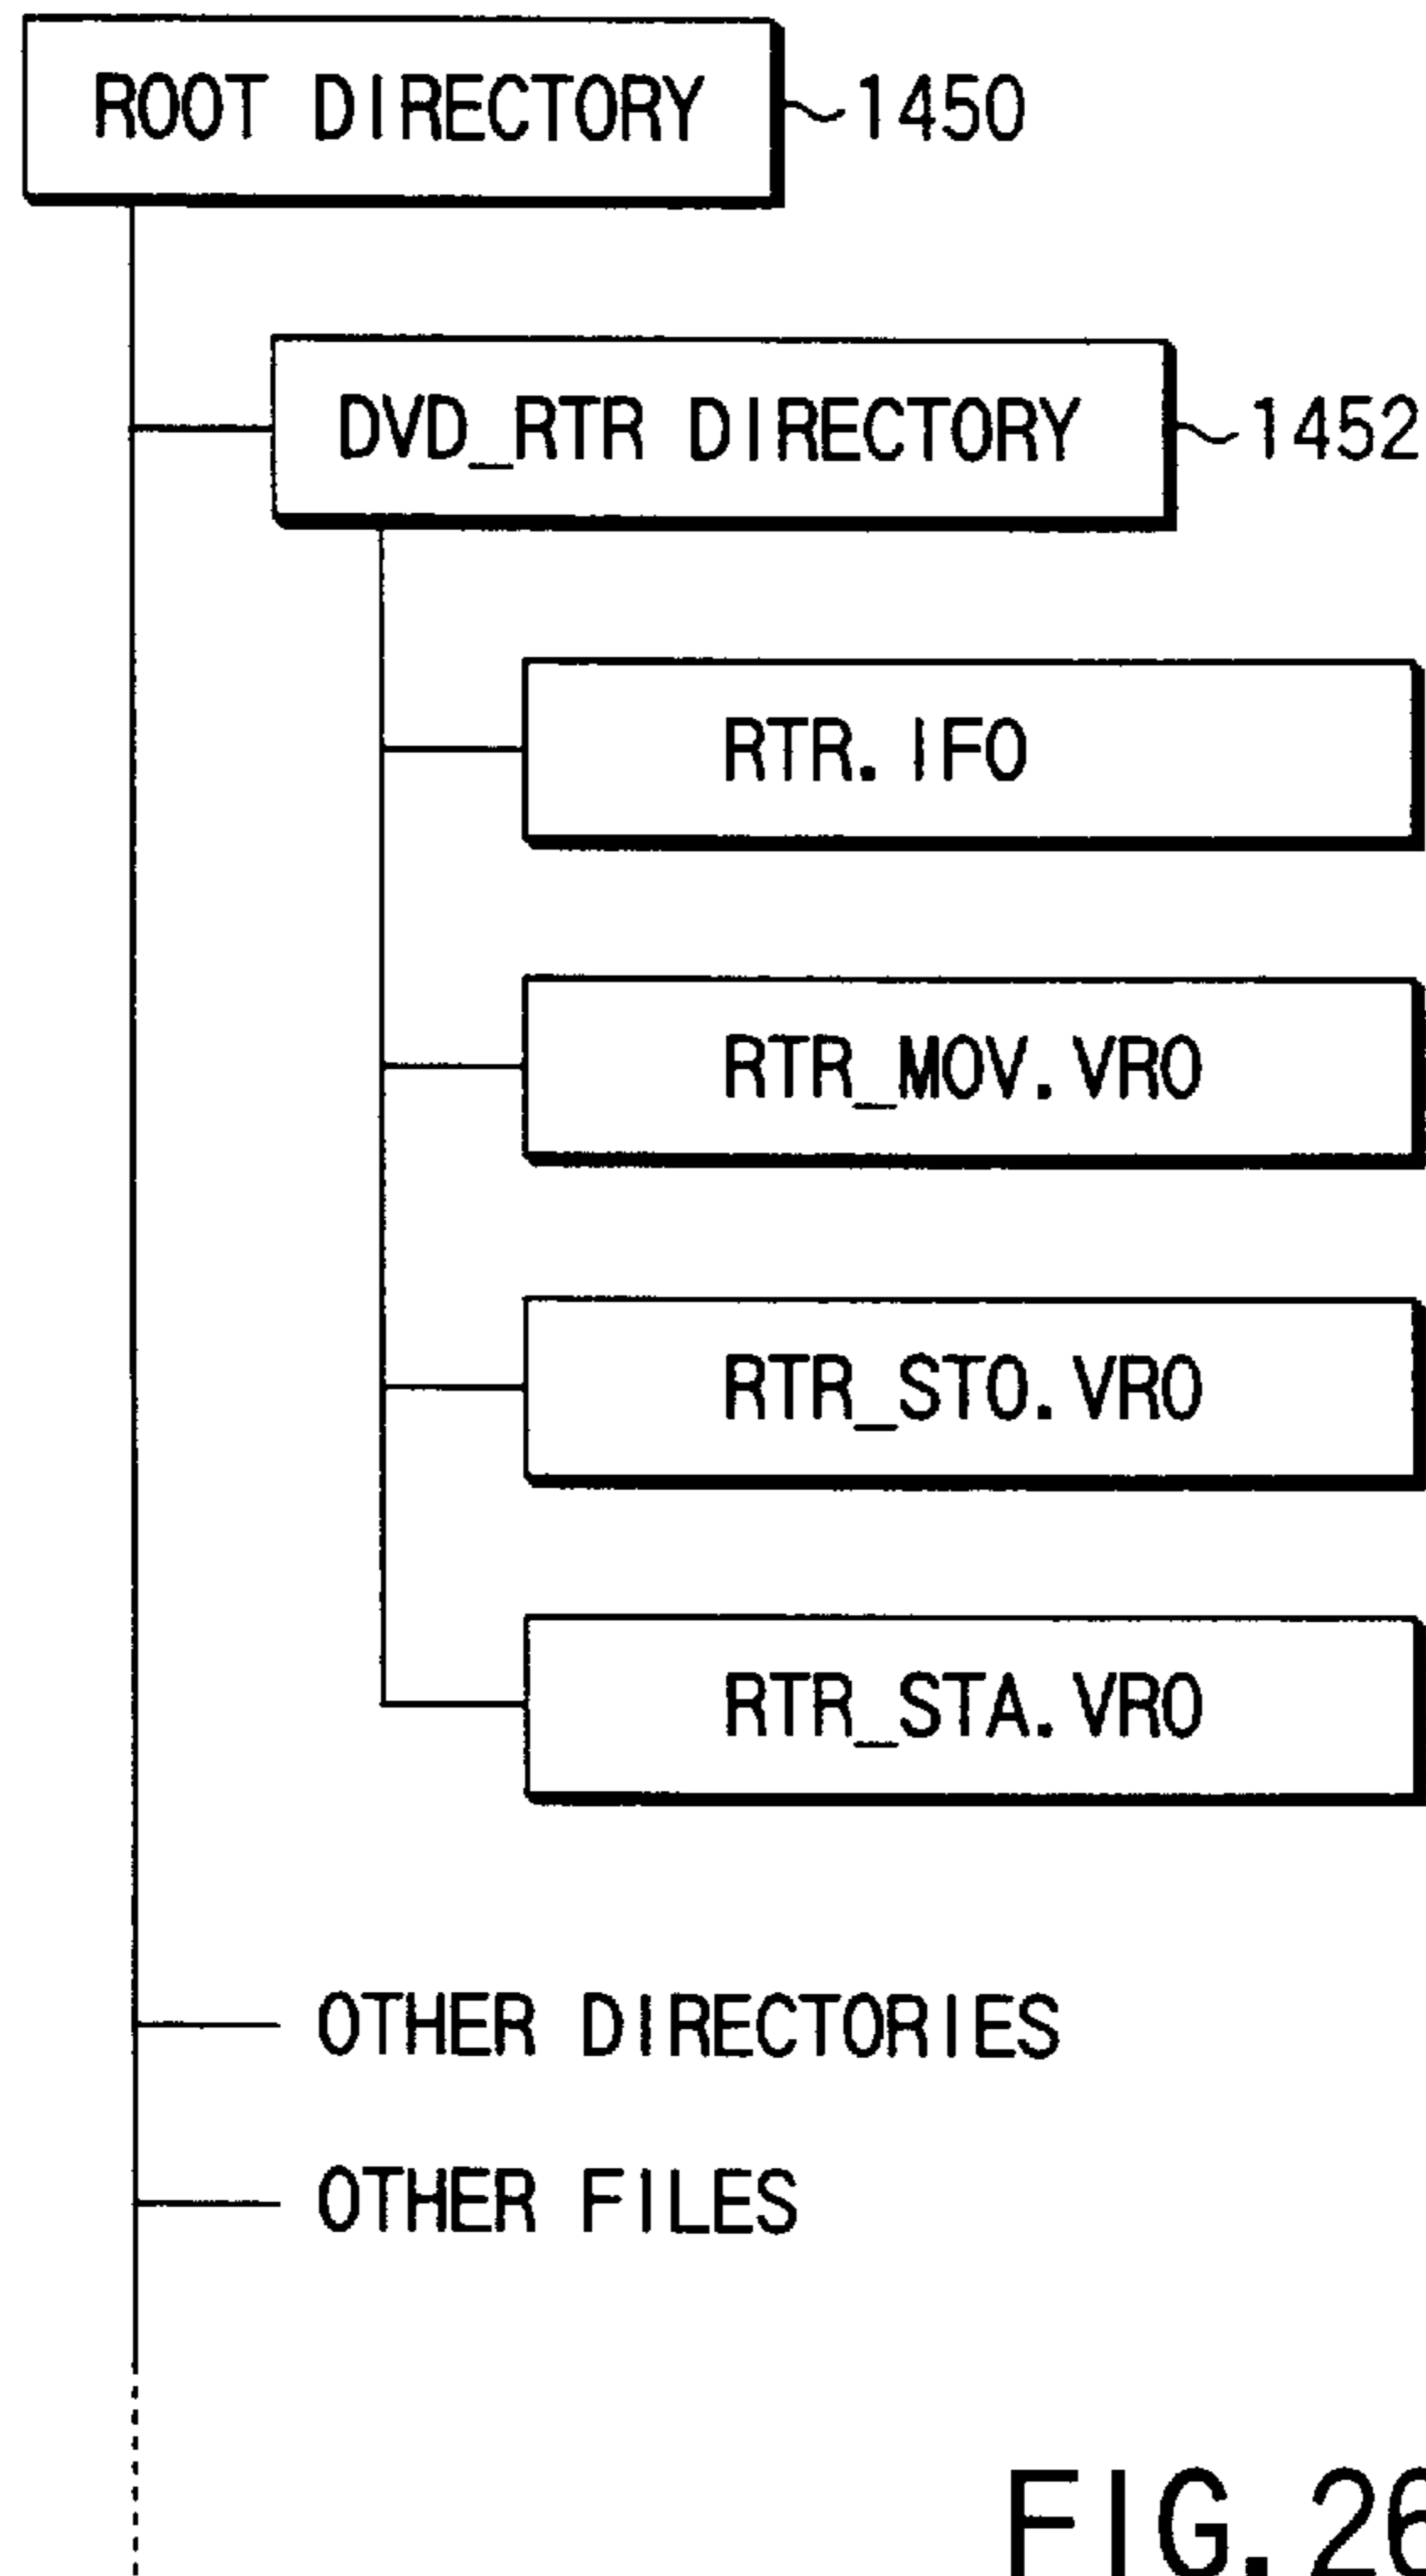 ROOT DIRECTORY
1450
DVD_RTR DIRECTORY
1452
RTR.IFO
RTR_MOV.VRO
RTR_STO.VRO
RTR_STA.VRO
OTHER DIRECTORIES
OTHER FILES
FIG.26